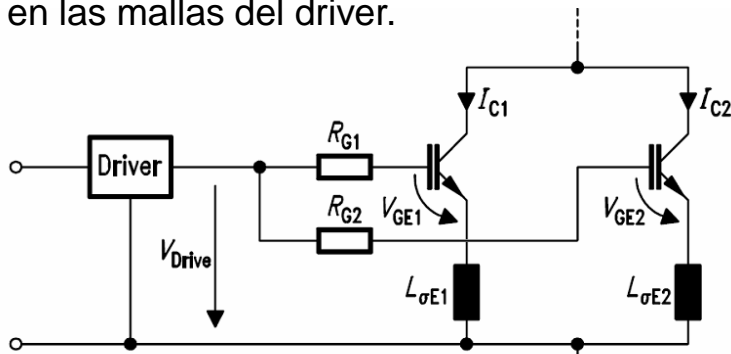 en las mallas del driver.
I_C1
I_C2
R_G1
Driver
R_G2
V_GE1
V_GE2
V_Drive
L_σE1
L_σE2